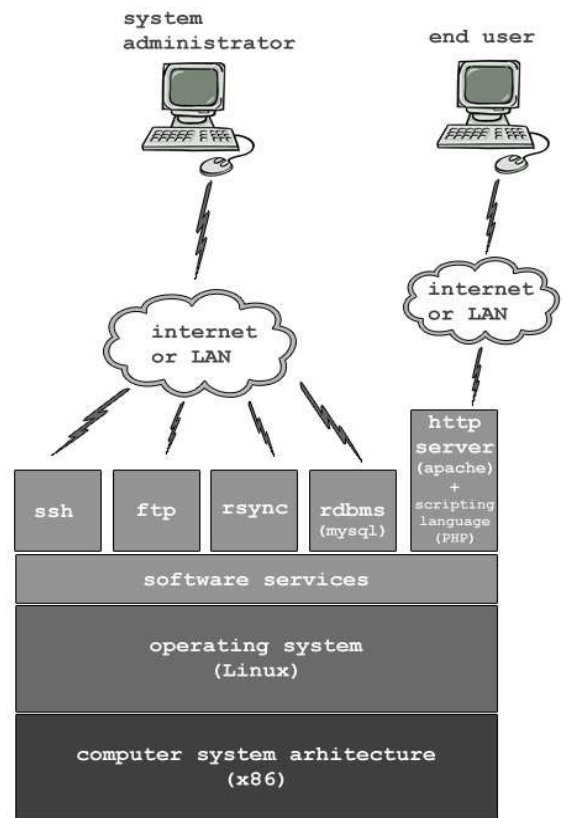 system
administrator
end user
internet
or LAN
internet
or LAN
ssh
ftp
rsync
rdbms
(mysql)
http
server
(apache)
+
scripting
language
(PHP)
software services
operating system
(Linux)
computer system arhitecture
(x86)